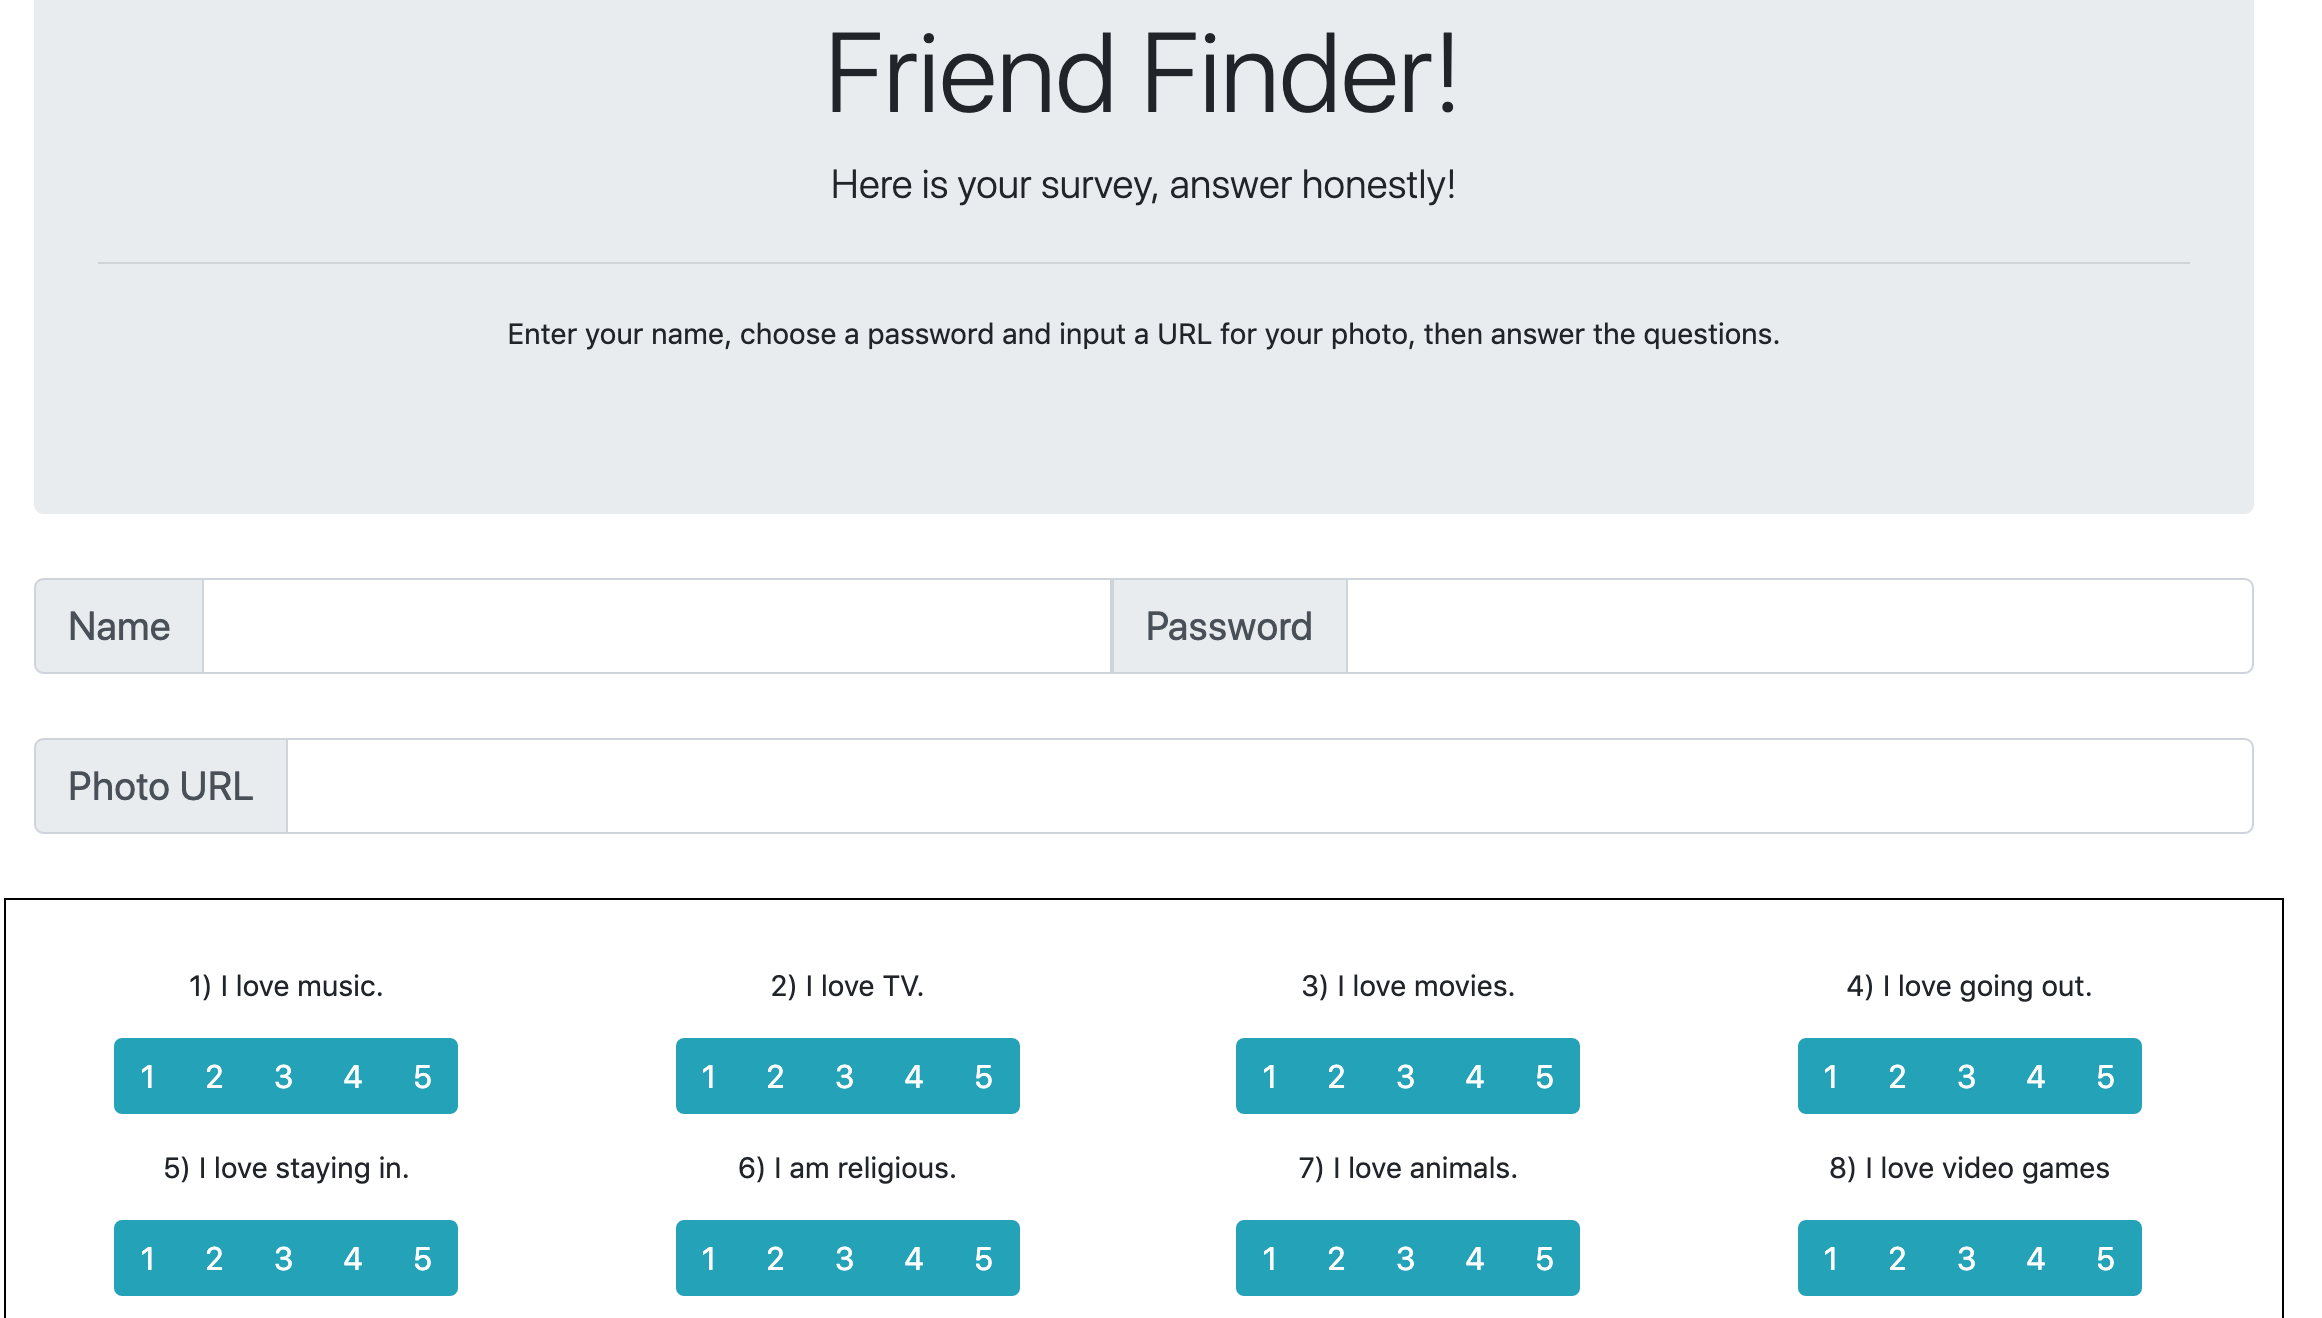 Friend Finder!
Here is your survey, answer honestly!
Enter your name, choose a password and input a URL for your photo, then answer the questions.
Name
Password
Photo URL
1) I love music.
2) I love TV.
3) I love movies.
4) I love going out.
1 2 3 4 5
1 2 3 4 5
1 2 3 4 5
1 2 3 4 5
5) I love staying in.
6) I am religious.
7) I love animals.
8) I love video games
1 2 3 4 5
1 2 3 4 5
1 2 3 4 5
1 2 3 4 5